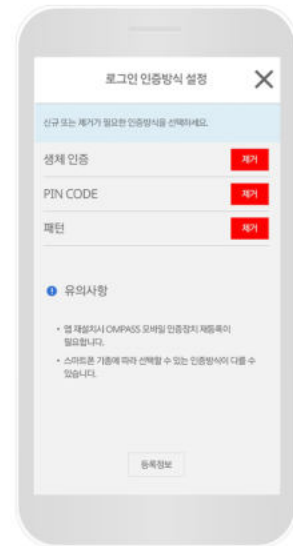 로그인 인증방식 설정
신규 또는 제거가 필요한 인증방식을 선택하세요.
생체 인증
제거
PIN CODE
제거
패턴
제거
유의사항
• 앱 재설치시 OMPASS 모바일 인증장치 재등록이
필요합니다.
• 스마트폰 기종에 따라 선택할 수 있는 인증방식이 다를 수
있습니다.
등록정보